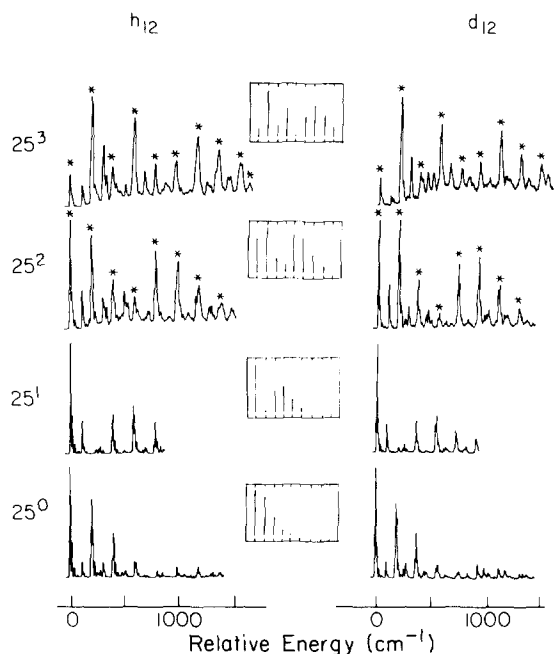 h12 d12
* * * * * * * * * *
* * * * * * * *
25³
* * * * * * * *
* * * * * * * *
25²
25¹
25⁰
0 1000 0 1000
Relative Energy (cm⁻¹)